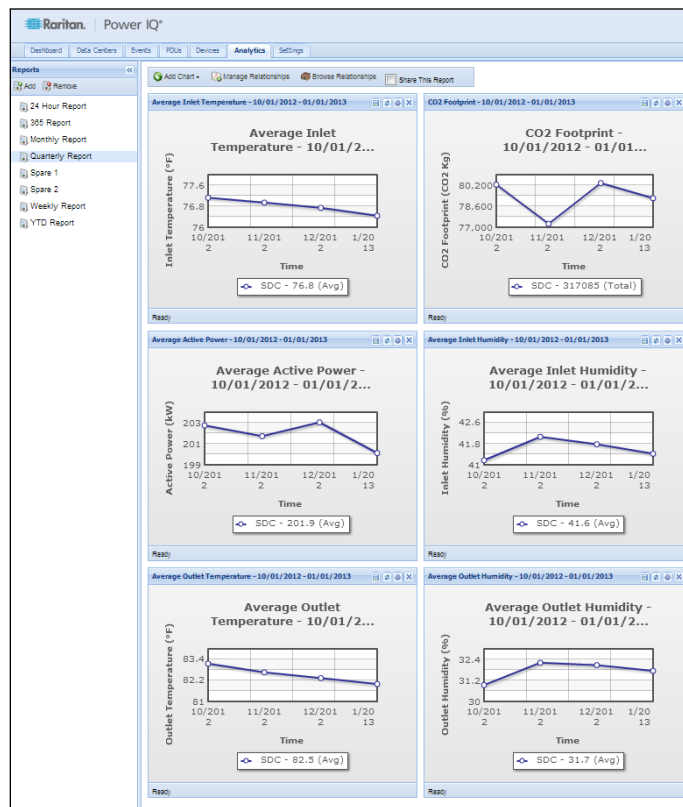 Raritan. | Power IQ®
Dashboard Data Centers Events PDUs Devices Analytics Settings
Reports
Add Remove
24 Hour Report
365 Report
Monthly Report
Quarterly Report
Spare 1
Spare 2
Weekly Report
YTD Report
Add Chart Manage Relationships Browse Relationships Share This Report
Average Inlet Temperature - 10/01/2012 - 01/01/2013
Average Inlet
Temperature - 10/01/2...
Inlet Temperature (°F)
77.6
76.8
76
10/201
2
11/201
2
12/201
2
1/20
13
Time
SDC - 76.8 (Avg)
Ready
CO2 Footprint - 10/01/2012 - 01/01/2013
CO2 Footprint -
10/01/2012 - 01/01...
CO2 Footprint (CO2 Kg)
80,200
78,600
77,000
10/201
2
11/201
2
12/201
2
1/20
13
Time
SDC - 317085 (Total)
Ready
Average Active Power - 10/01/2012 - 01/01/2013
Average Active Power -
10/01/2012 - 01/01/2...
Active Power (kW)
203
201
199
10/201
2
11/201
2
12/201
2
1/20
13
Time
SDC - 201.9 (Avg)
Ready
Average Inlet Humidity - 10/01/2012 - 01/01/2013
Average Inlet Humidity -
10/01/2012 - 01/01/2...
Inlet Humidity (%)
42.6
41.8
41
10/201
2
11/201
2
12/201
2
1/20
13
Time
SDC - 41.6 (Avg)
Ready
Average Outlet Temperature - 10/01/2012 - 01/01/2013
Average Outlet
Temperature - 10/01/2...
Outlet Temperature (°F)
83.4
82.2
81
10/201
2
11/201
2
12/201
2
1/20
13
Time
SDC - 82.5 (Avg)
Ready
Average Outlet Humidity - 10/01/2012 - 01/01/2013
Average Outlet Humidity -
10/01/2012 - 01/01/2...
Outlet Humidity (%)
32.4
31.2
30
10/201
2
11/201
2
12/201
2
1/20
13
Time
SDC - 31.7 (Avg)
Ready